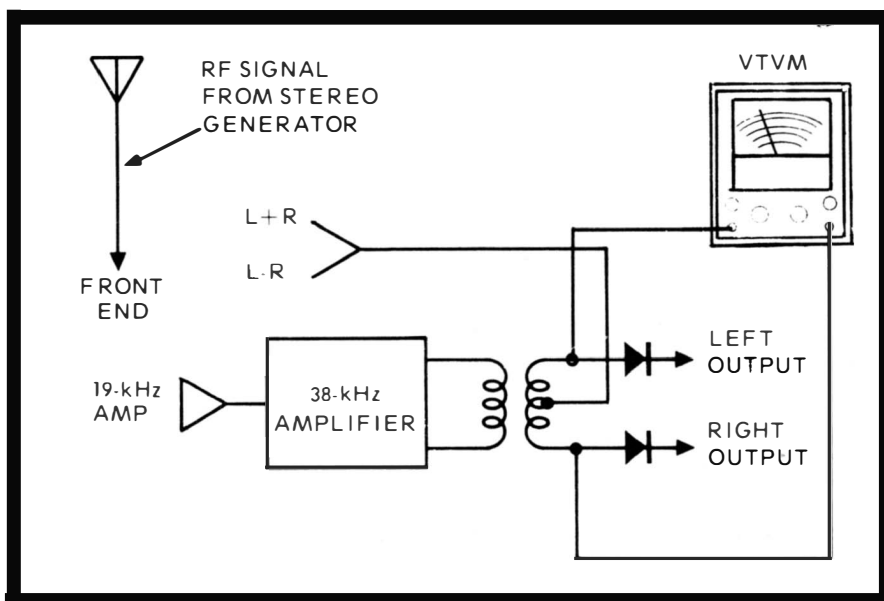 RF SIGNAL
FROM STEREO
GENERATOR
VTVM
L+R
L-R
FRONT
END
19-kHz
AMP
38-kHz
AMPLIFIER
LEFT
OUTPUT
RIGHT
OUTPUT